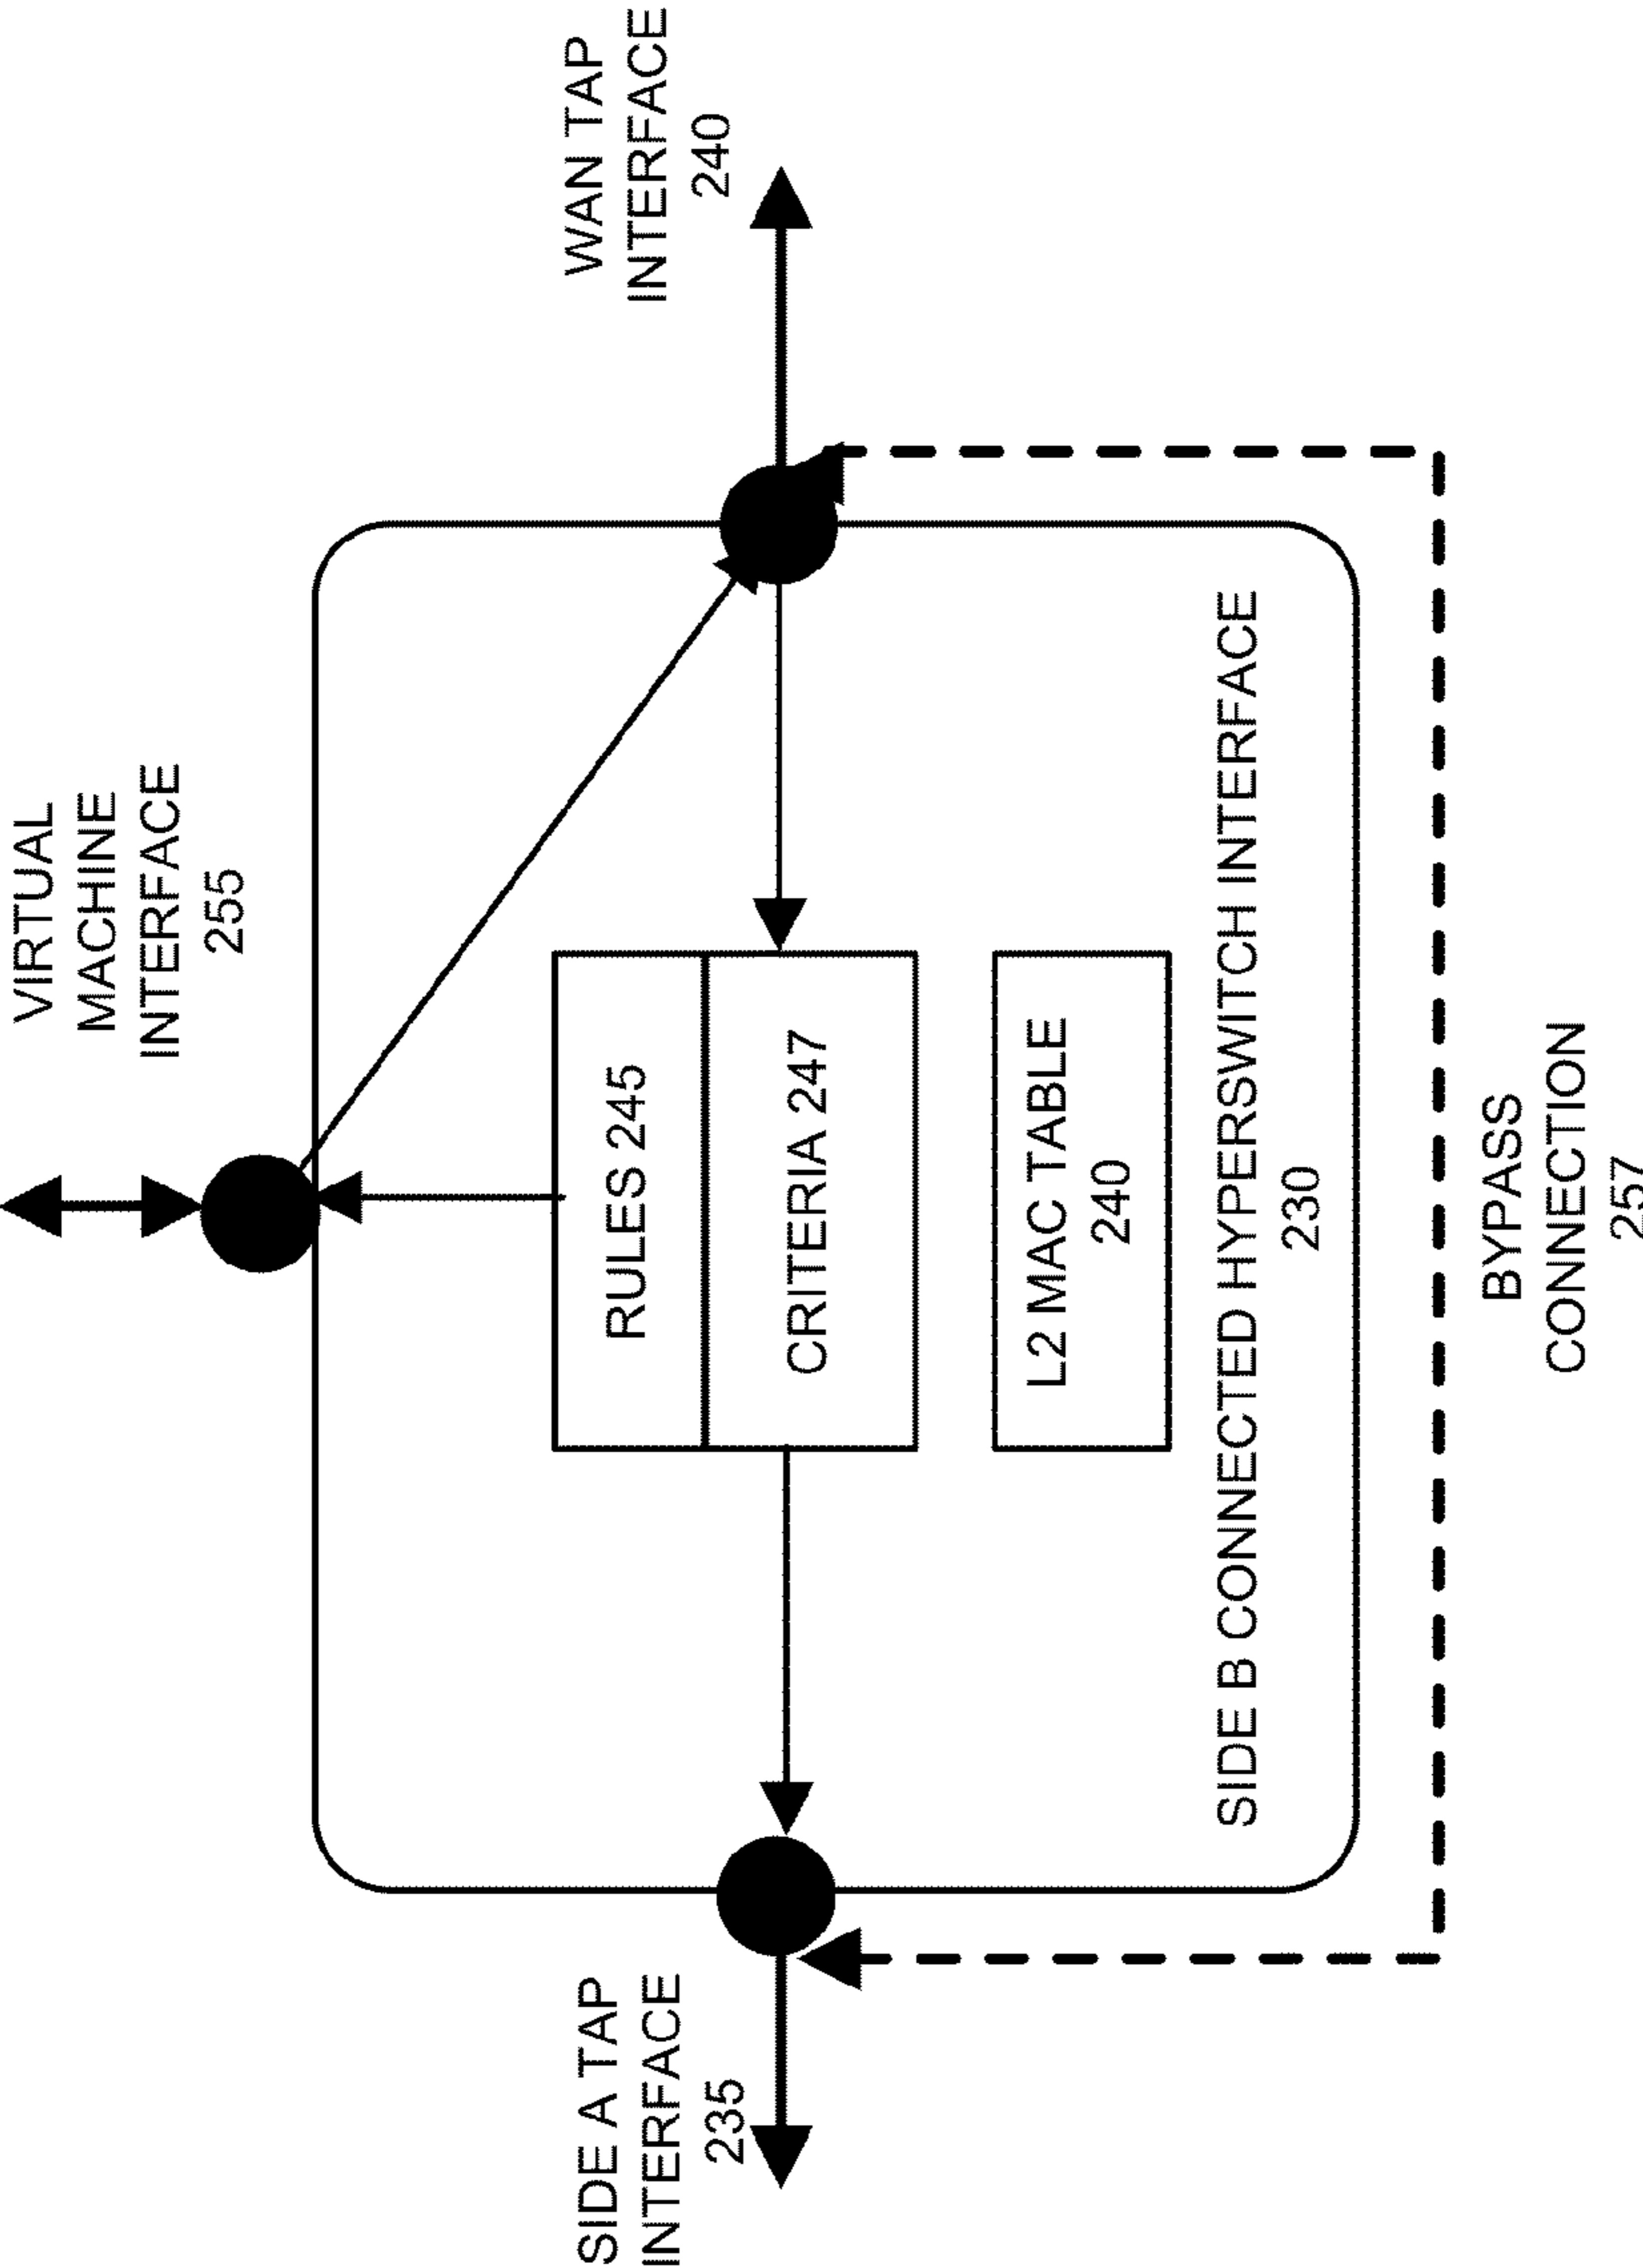 VIRTUAL
MACHINE
INTERFACE
255
SIDE A TAP
INTERFACE
235
WAN TAP
INTERFACE
240
RULES 245
CRITERIA 247
L2 MAC TABLE
240
SIDE B CONNECTED HYPERSWITCH INTERFACE
230
BYPASS
CONNECTION
257